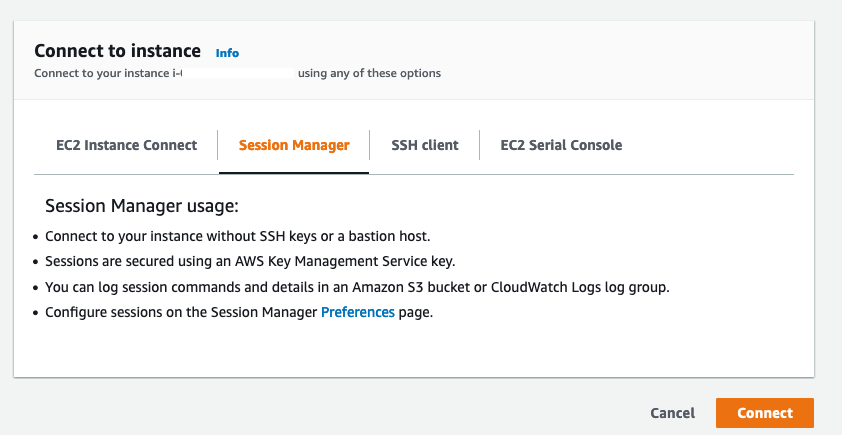 Connect to instance Info
Connect to your instance i- using any of these options
EC2 Instance Connect Session Manager SSH client EC2 Serial Console
Session Manager usage:
• Connect to your instance without SSH keys or a bastion host.
• Sessions are secured using an AWS Key Management Service key.
• You can log session commands and details in an Amazon S3 bucket or CloudWatch Logs log group.
• Configure sessions on the Session Manager Preferences page.
Cancel Connect